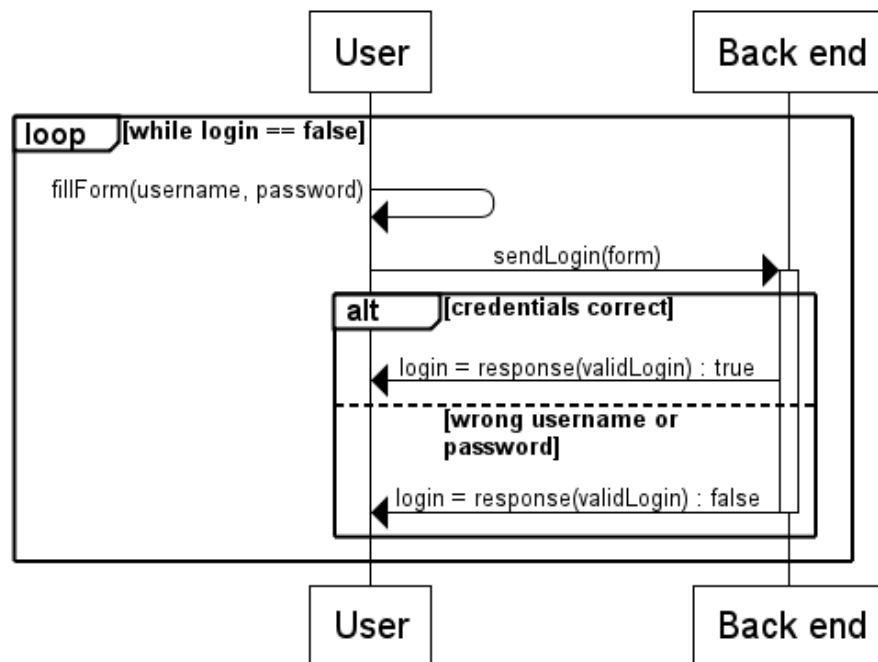 User
Back end
loop
[while login == false]
fillForm(username, password)
sendLogin(form)
alt
[credentials correct]
login = response(validLogin) : true
[wrong username or
password]
login = response(validLogin) : false
User
Back end